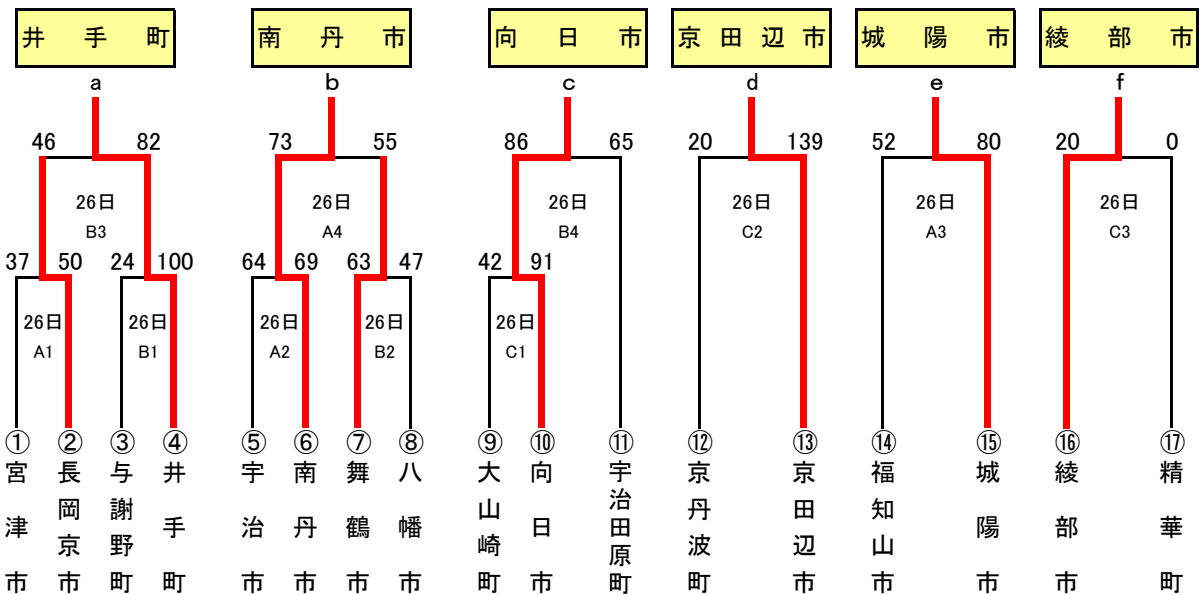 井手町 南丹市 向日市 京田辺市 城陽市 綾部市
a b c d e f
46 82 73 55 86 65 20 139 52 80 20 0
26日 26日 26日 26日 26日 26日
B3 A4 B4 C2 A3 C3
37 50 24 100 64 69 63 47 42 91
26日 26日 26日 26日 26日
A1 B1 A2 B2 C1
① ② ③ ④ ⑤ ⑥ ⑦ ⑧ ⑨ ⑩ ⑪ ⑫ ⑬ ⑭ ⑮ ⑯ ⑰
宮津市
長岡京市
与謝野町
井手町
宇治市
南丹市
舞鶴市
八幡市
大山崎町
向日市
宇治田原町
京丹波町
京田辺市
福知山市
城陽市
綾部市
精華町